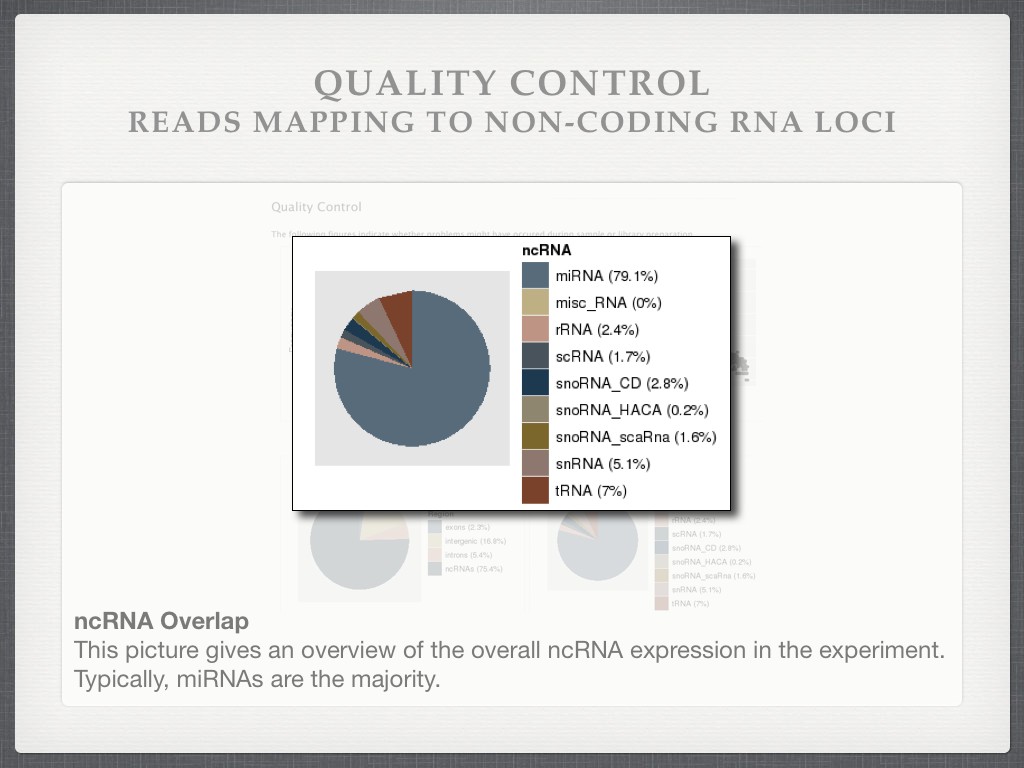 QUALITY CONTROL
READS MAPPING TO NON-CODING RNA LOCI
Quality Control
The following figures indicate whether problems might have occured during sample or library preparation.
ncRNA
miRNA (79.1%)
misc_RNA (0%)
rRNA (2.4%)
scRNA (1.7%)
snoRNA_CD (2.8%)
snoRNA_HACA (0.2%)
snoRNA_scaRna (1.6%)
snRNA (5.1%)
tRNA (7%)
exons (2.3%)
intergenic (16.8%)
introns (5.4%)
ncRNAs (75.4%)
rRNA (2.4%)
scRNA (1.7%)
snoRNA_CD (2.8%)
snoRNA_HACA (0.2%)
snoRNA_scaRna (1.6%)
snRNA (5.1%)
tRNA (7%)
ncRNA Overlap
This picture gives an overview of the overall ncRNA expression in the experiment.
Typically, miRNAs are the majority.